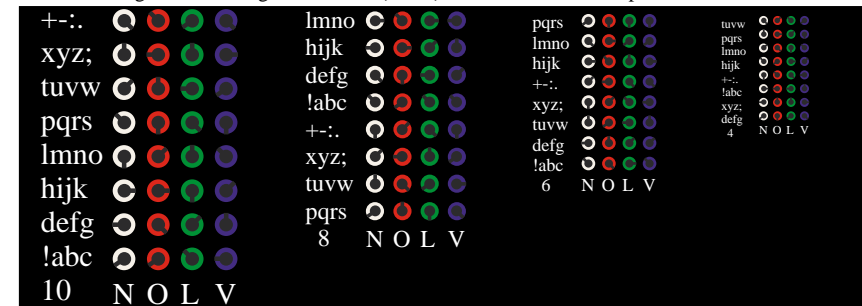 +-:.
xyz;
tuvw
pqrs
lmno
hijk
defg
!abc
10 N O L V
lmno
hijk
defg
!abc
+-:.
xyz;
tuvw
pqrs
8 N O L V
pqrs
lmno
hijk
+-:.
xyz;
tuvw
defg
!abc
6 N O L V
tuvw
pqrs
lmno
hijk
+-:.
!abc
xyz;
defg
4 N O L V